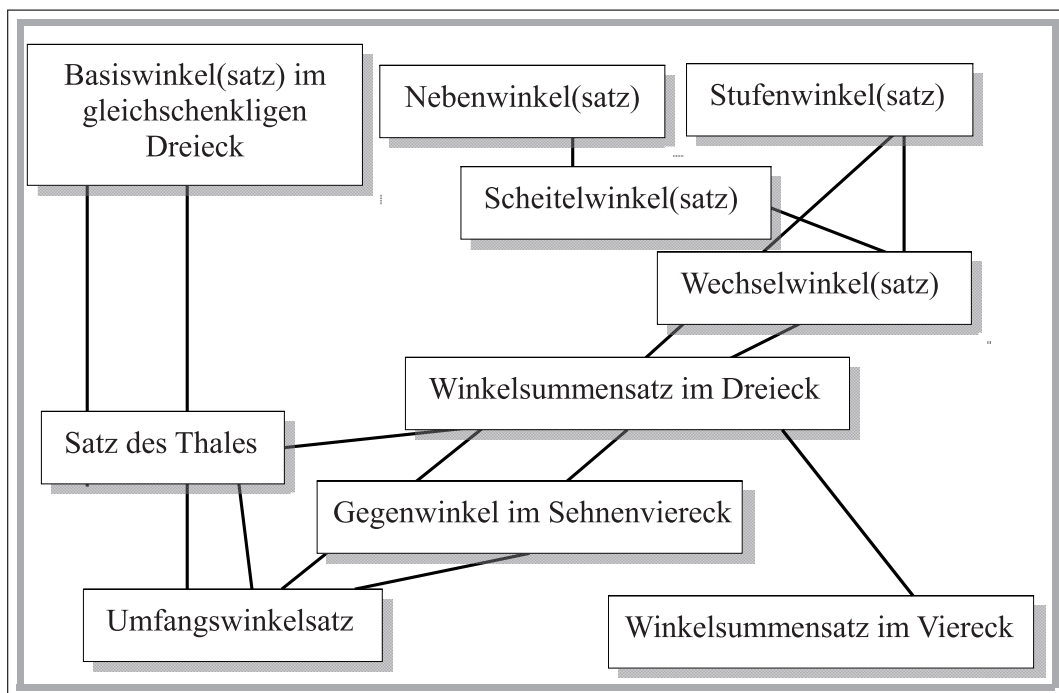 Basiswinkel(satz) im
gleichschenkligen
Dreieck
Nebenwinkel(satz)
Stufenwinkel(satz)
Scheitelwinkel(satz)
Wechselwinkel(satz)
Winkelsummensatz im Dreieck
Satz des Thales
Gegenwinkel im Sehnenviereck
Umfangswinkelsatz
Winkelsummensatz im Viereck